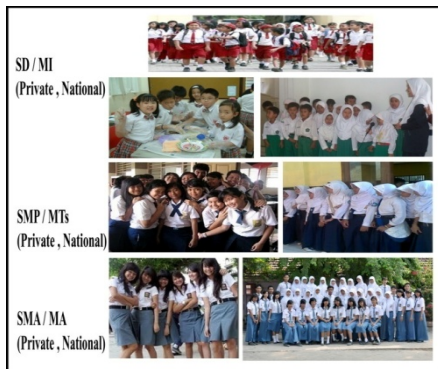 SD / MI
(Private , National)
SMP / MTs
(Private , National)
SMA / MA
(Private , National)